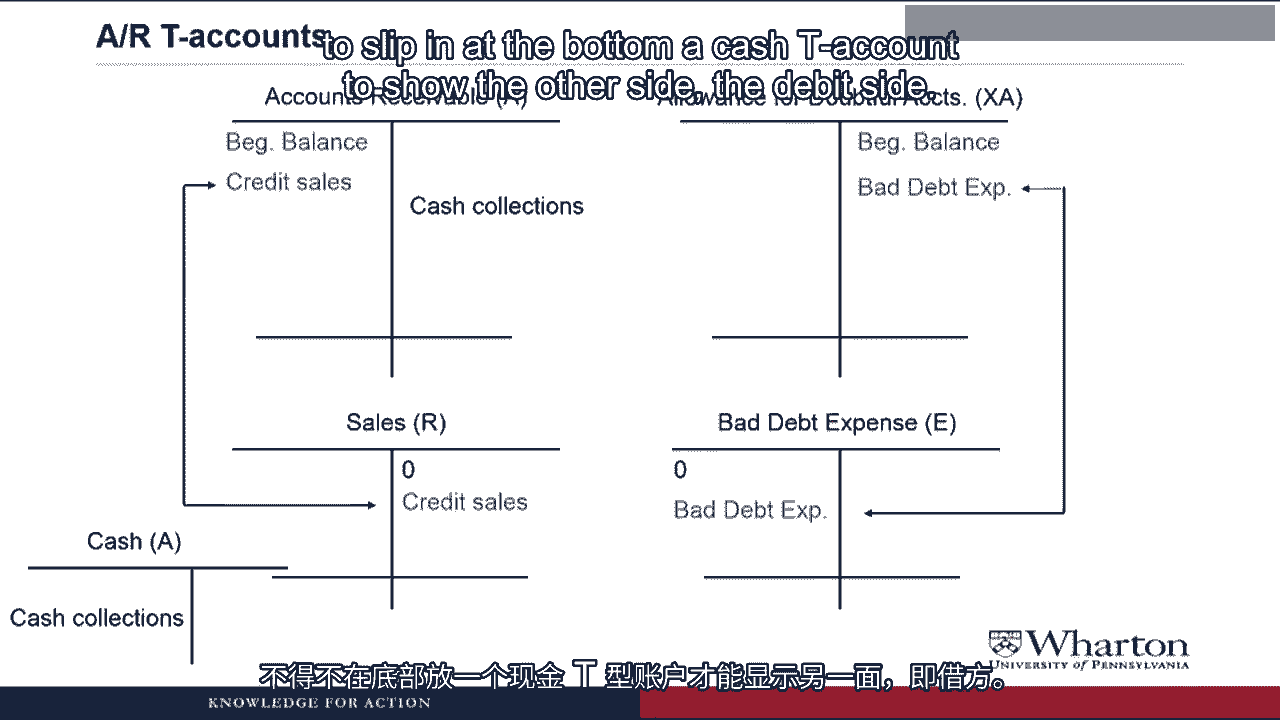 A/R T-accounts
to slip in at the bottom a cash T-account
to show the other side, the debit side.
Accounts Receivable (A)
Allowance for Doubtful Accts. (XA)
Beg. Balance
Credit sales
Cash collections
Beg. Balance
Bad Debt Exp.
Sales (R)
0
Credit sales
Bad Debt Expense (E)
0
Bad Debt Exp.
Cash (A)
Cash collections
Wharton
UNIVERSITY of PENNSYLVANIA
不得不在底部放一个现金 T 型账户才能显示另一面，即借方。
KNOWLEDGE FOR ACTION